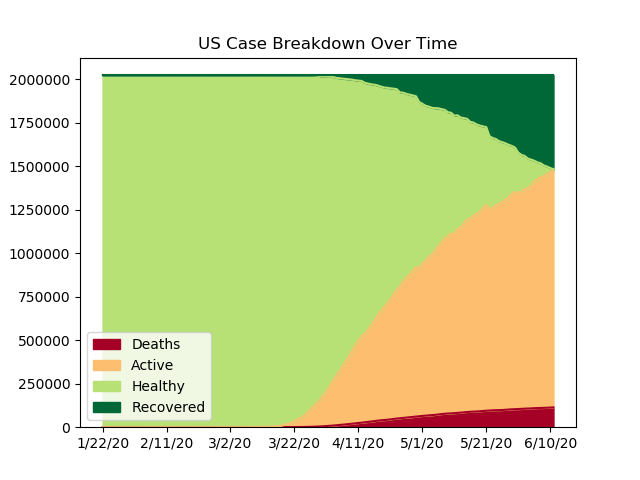 US Case Breakdown Over Time
2000000
1750000
1500000
1250000
1000000
750000
500000
250000
0
Deaths
Active
Healthy
Recovered
1/22/20 2/11/20 3/2/20 3/22/20 4/11/20 5/1/20 5/21/20 6/10/20